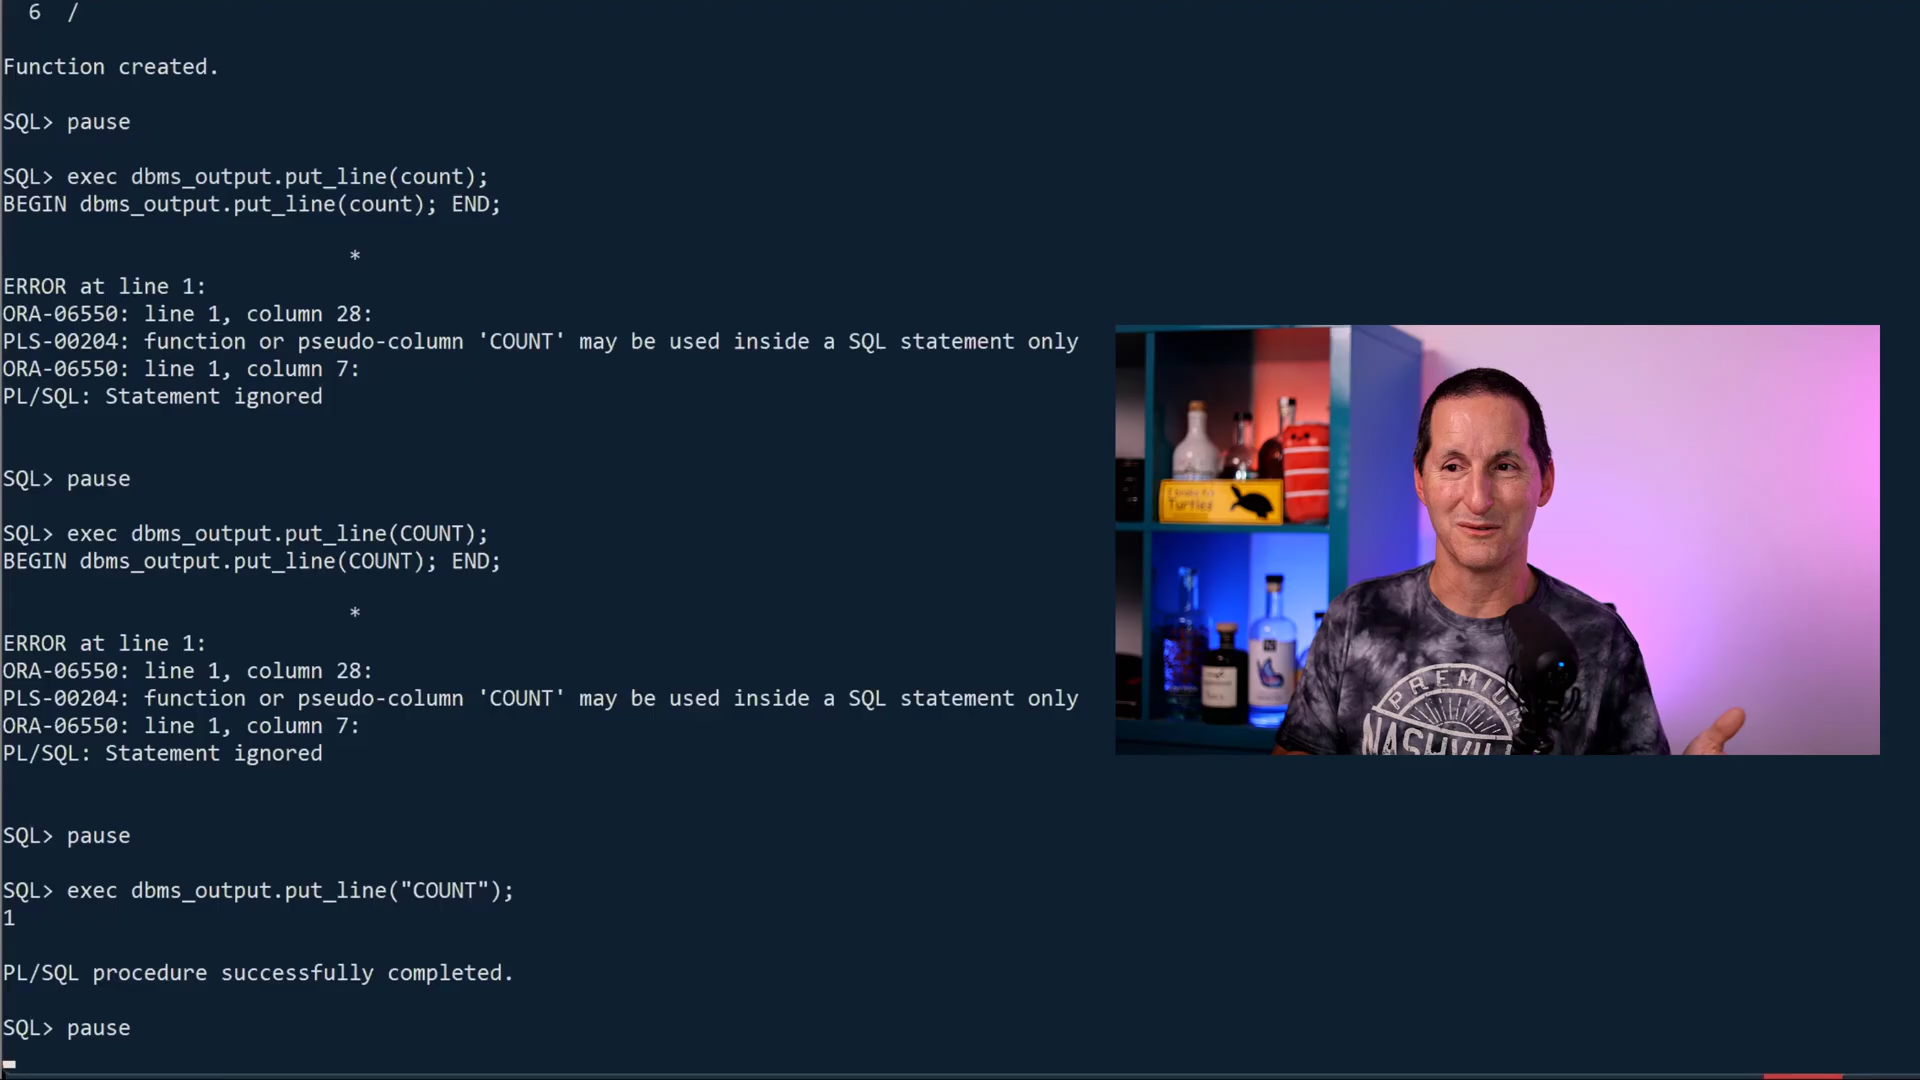 6 /
Function created.
SQL> pause
SQL> exec dbms_output.put_line(count);
BEGIN dbms_output.put_line(count); END;
*
ERROR at line 1:
ORA-06550: line 1, column 28:
PLS-00204: function or pseudo-column 'COUNT' may be used inside a SQL statement only
ORA-06550: line 1, column 7:
PL/SQL: Statement ignored
SQL> pause
SQL> exec dbms_output.put_line(COUNT);
BEGIN dbms_output.put_line(COUNT); END;
*
ERROR at line 1:
ORA-06550: line 1, column 28:
PLS-00204: function or pseudo-column 'COUNT' may be used inside a SQL statement only
ORA-06550: line 1, column 7:
PL/SQL: Statement ignored
SQL> pause
SQL> exec dbms_output.put_line("COUNT");
1
PL/SQL procedure successfully completed.
SQL> pause
Turtles
PREMIUM